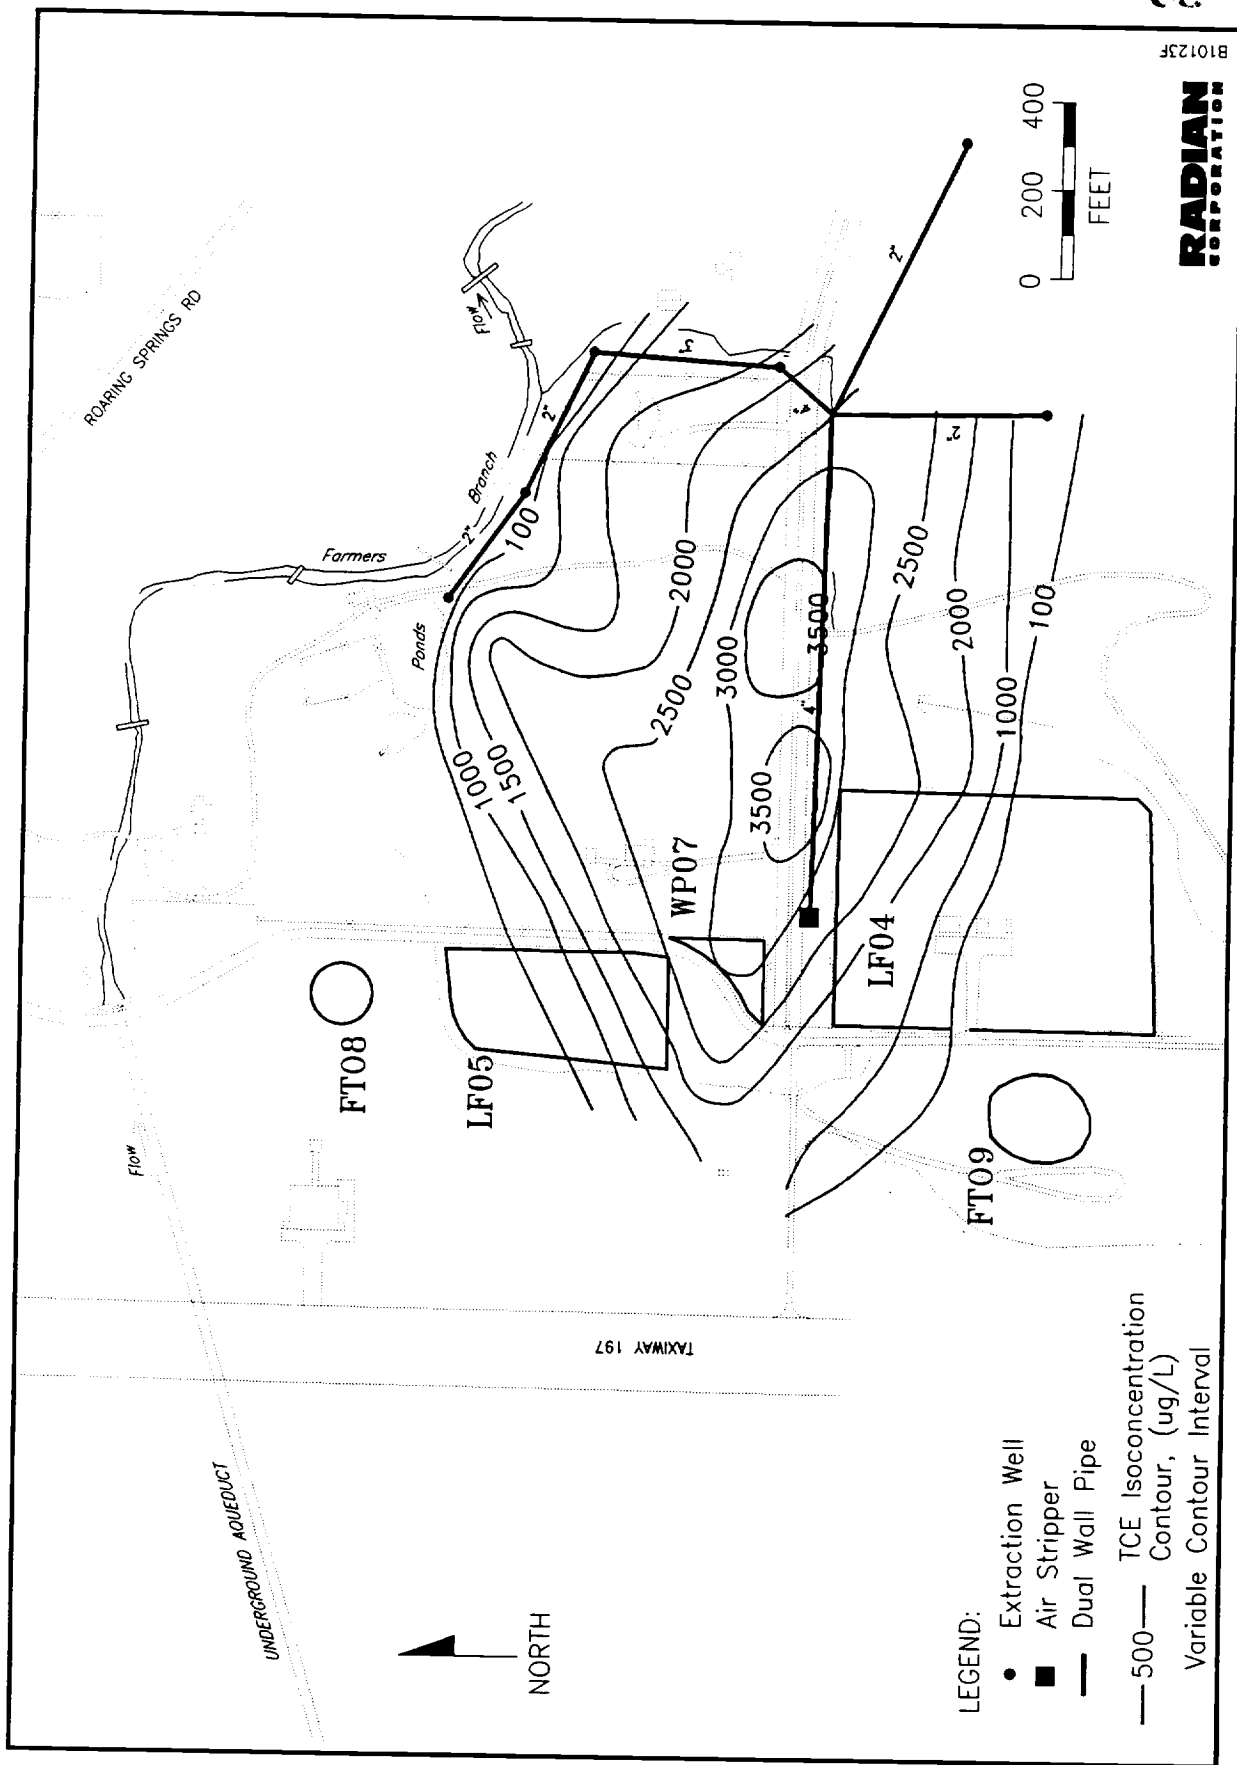 ROARING SPRINGS RD
Flow
Flow
UNDERGROUND AQUEDUCT
TAXIWAY 197
Farmers
Branch
Ponds
FT08
LF05
WP07
LF04
FT09
100
1000
1500
2000
2500
3000
3500
3500
2500
2000
1000
100
2"
2"
3"
4"
2"
2"
4"
NORTH
LEGEND:
Extraction Well
Air Stripper
Dual Wall Pipe
500 TCE Isoconcentration
Contour, (ug/L)
Variable Contour Interval
0 200 400
FEET
RADIAN
CORPORATION
B10123F